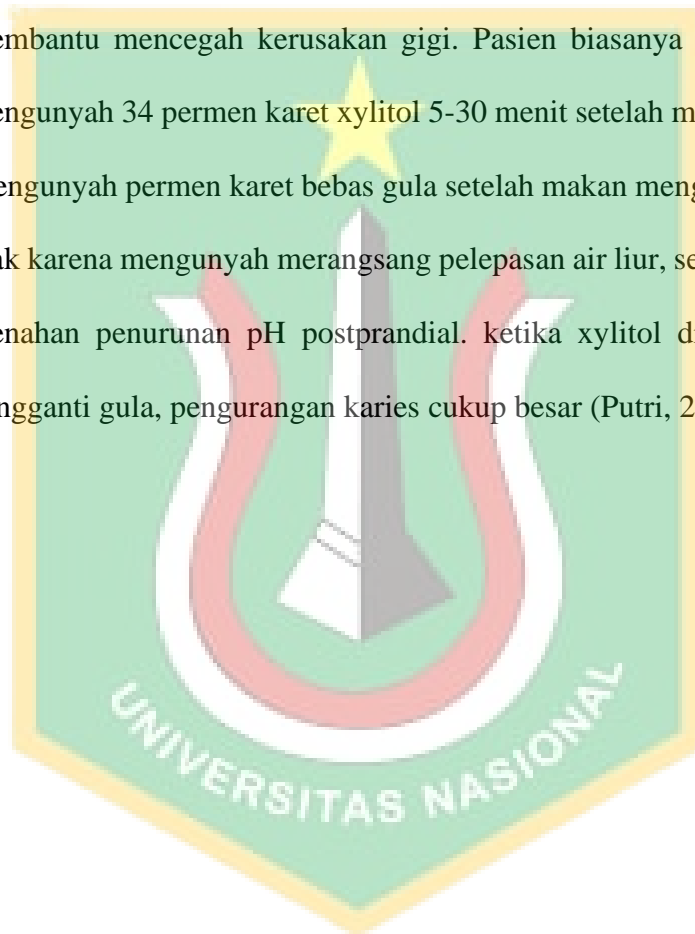 embantu mencegah kerusakan gigi. Pasien biasanya
engunyah 34 permen karet xylitol 5-30 menit setelah m
engunyah permen karet bebas gula setelah makan meng
ak karena mengunyah merangsang pelepasan air liur, se
enahan penurunan pH postprandial. ketika xylitol di
ngganti gula, pengurangan karies cukup besar (Putri, 2
UNIVERSITAS NASIONAL